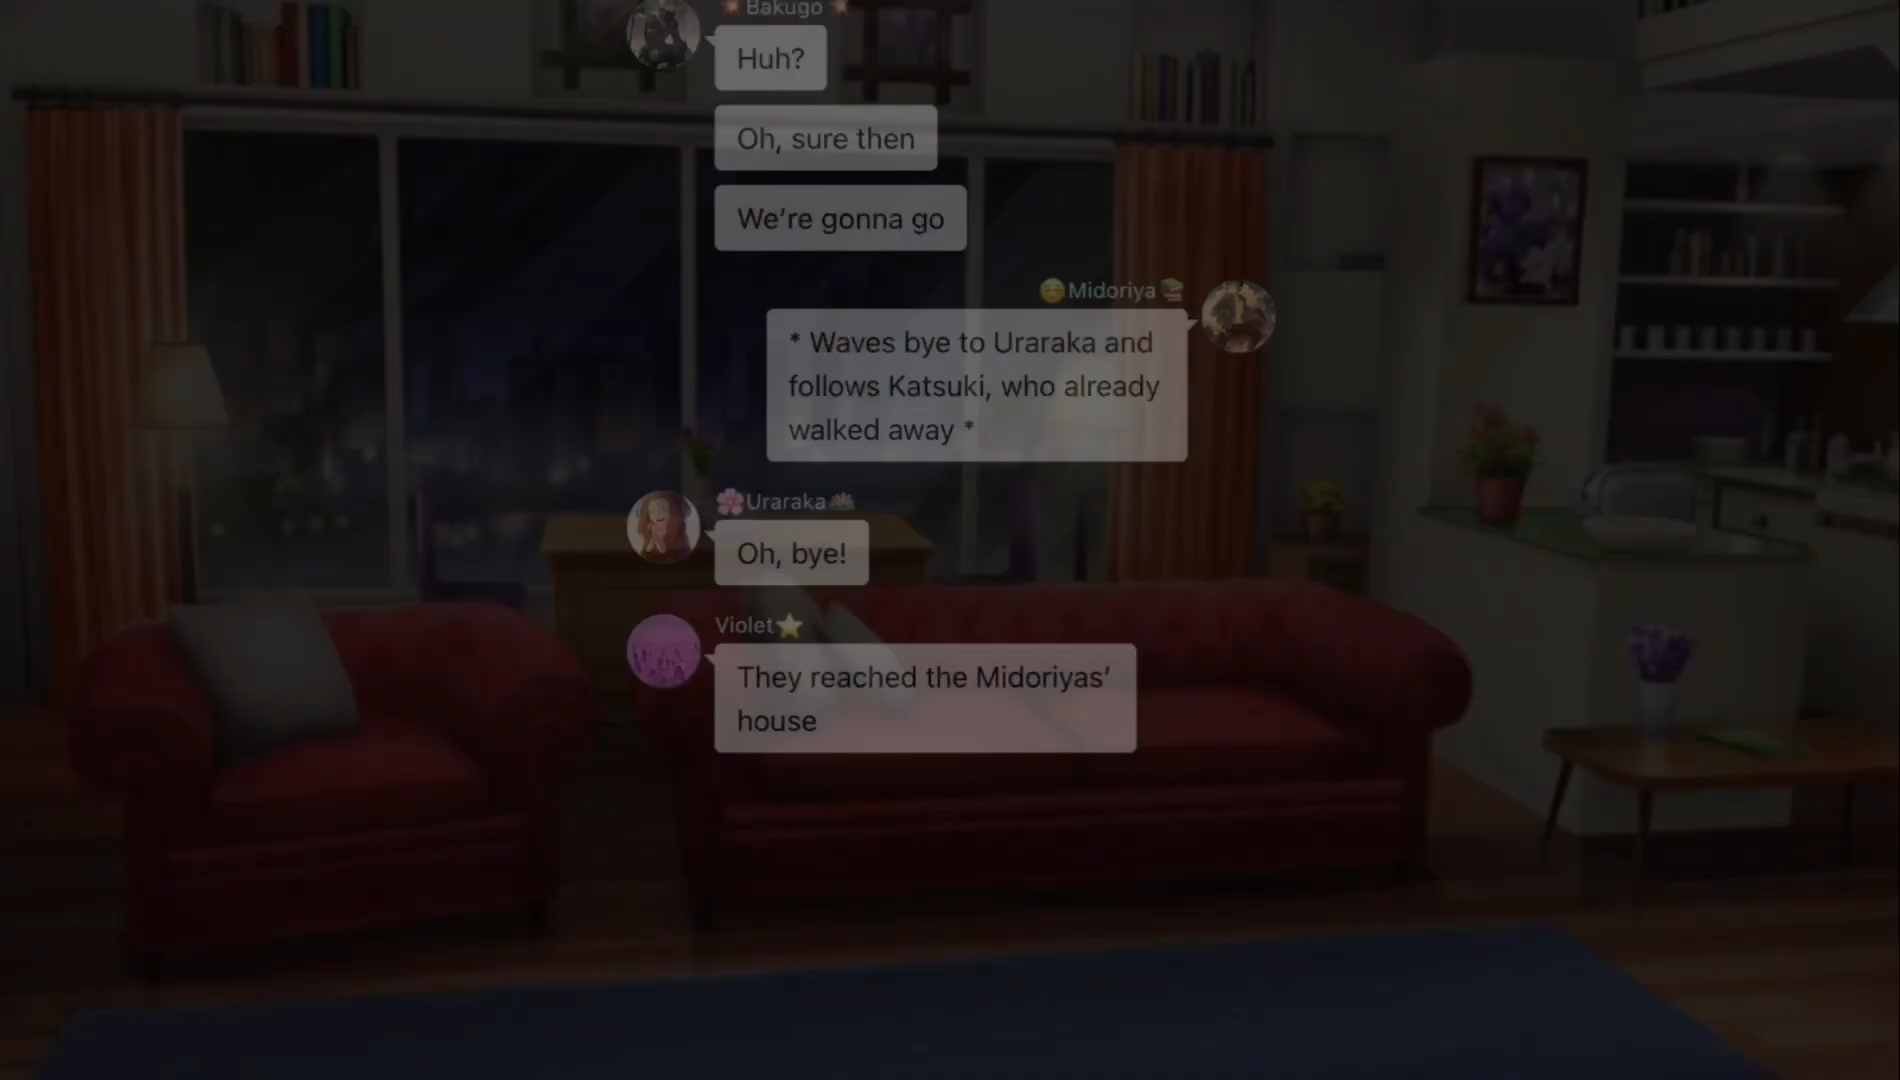 💥Bakugo💥
Huh?
Oh, sure then
We're gonna go
☺️Midoriya📚
* Waves bye to Uraraka and
follows Katsuki, who already
walked away *
🌸Uraraka🪷
Oh, bye!
Violet⭐
They reached the Midoriyas'
house